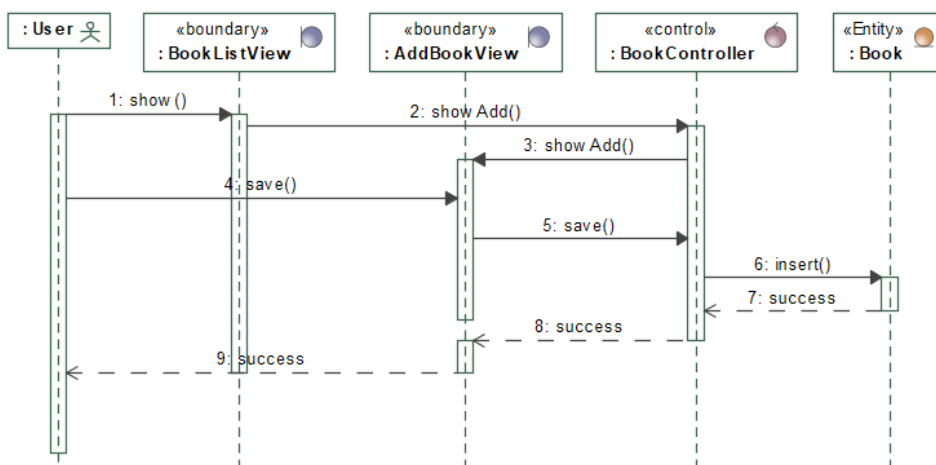 : User
«boundary»
: BookListView
«boundary»
: AddBookView
«control»
: BookController
«Entity»
: Book
1: show ()
2: show Add()
3: show Add()
4: save()
5: save()
6: insert()
7: success
8: success
9: success